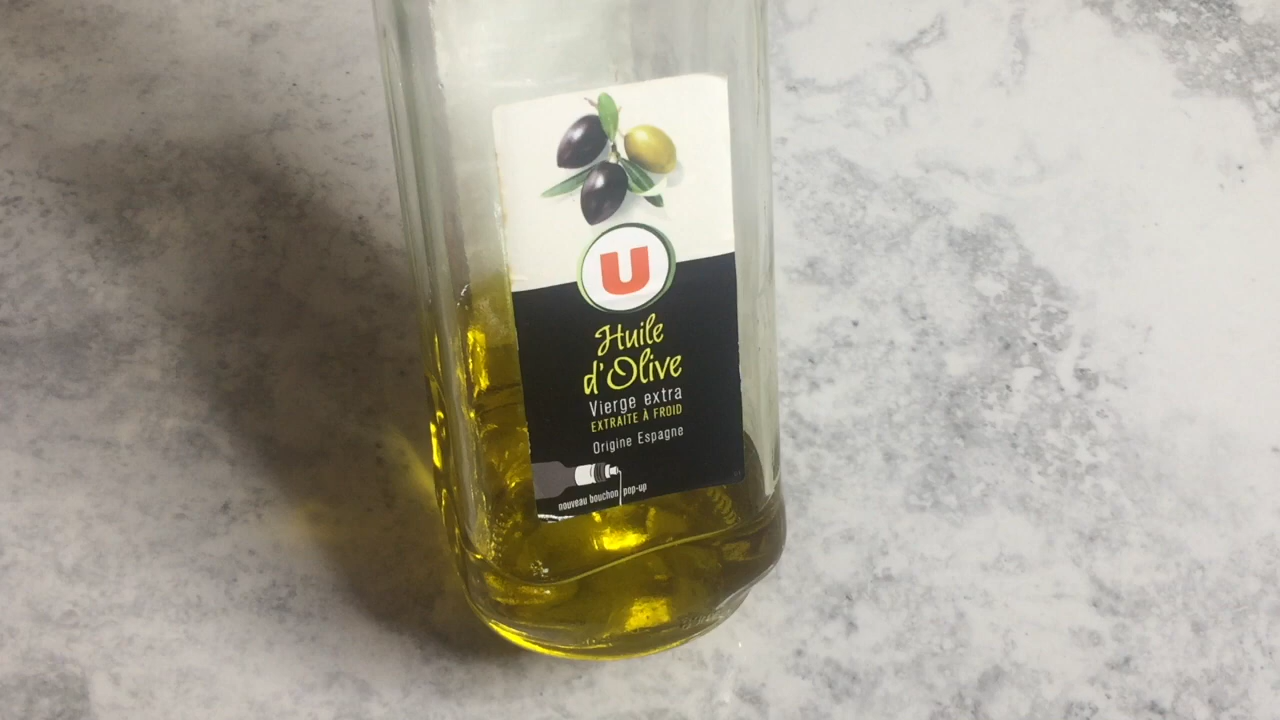 U
Huile
d'Olive
Vierge extra
EXTRAITE À FROID
Origine Espagne
nouveau bouchon pop-up